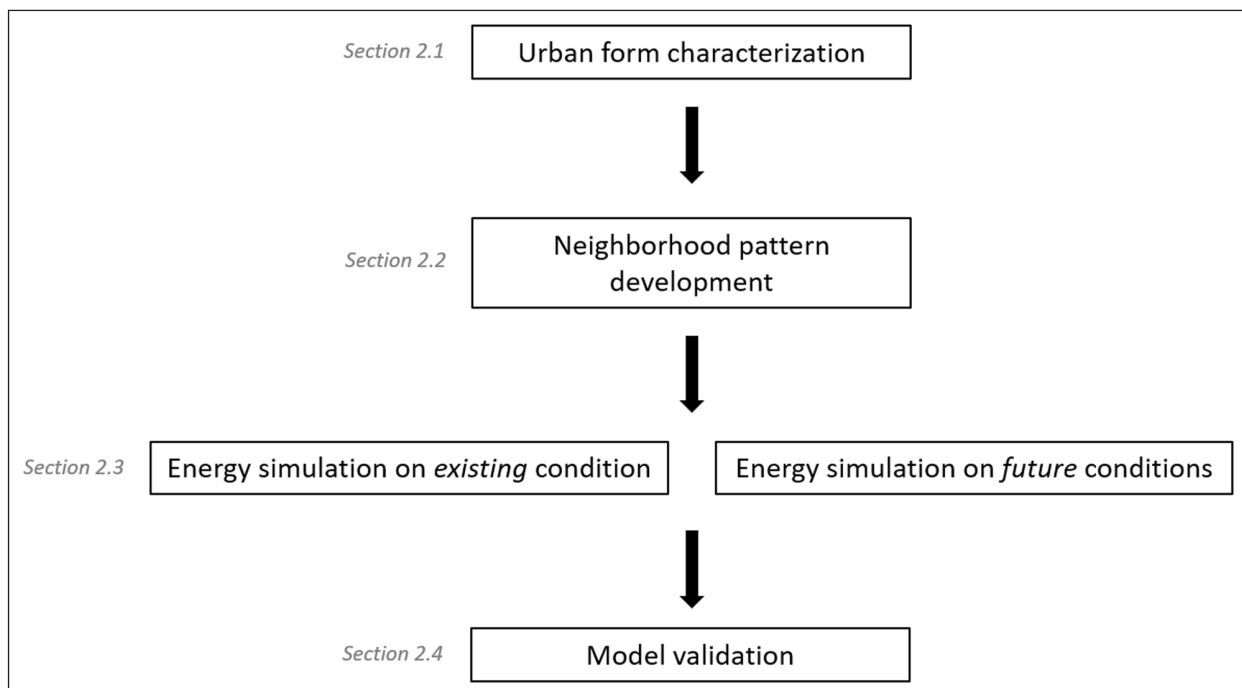 Section 2.1
Urban form characterization
Section 2.2
Neighborhood pattern
development
Section 2.3
Energy simulation on existing condition
Energy simulation on future conditions
Section 2.4
Model validation